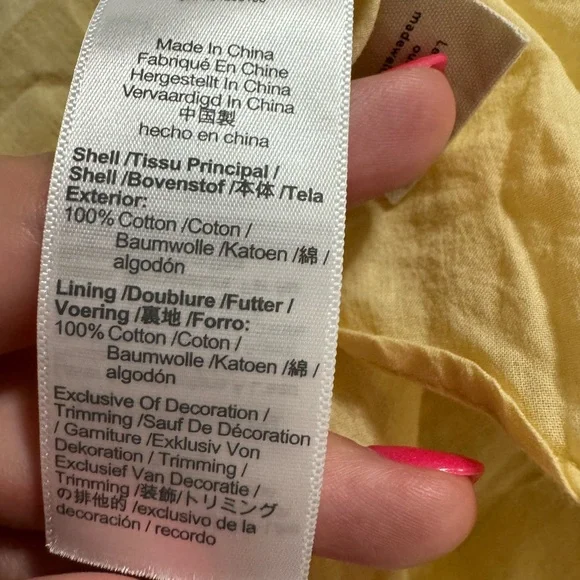 Made In China
Fabriqué En Chine
Hergestellt In China
Vervaardigd In China
中国製
hecho en china
Shell /Tissu Principal /
Shell /Bovenstof /本体 /Tela
Exterior:
100% Cotton /Coton /
Baumwolle /Katoen /綿 /
algodón
Lining /Doublure /Futter /
Voering /裏地 /Forro:
100% Cotton /Coton /
Baumwolle /Katoen /綿 /
algodón
Exclusive Of Decoration /
Trimming /Sauf De Décoration
/ Garniture /Exklusiv Von
Dekoration / Trimming /
Exclusief Van Decoratie /
Trimming /装飾/トリミング
の排他的 /exclusivo de la
decoración / recordo